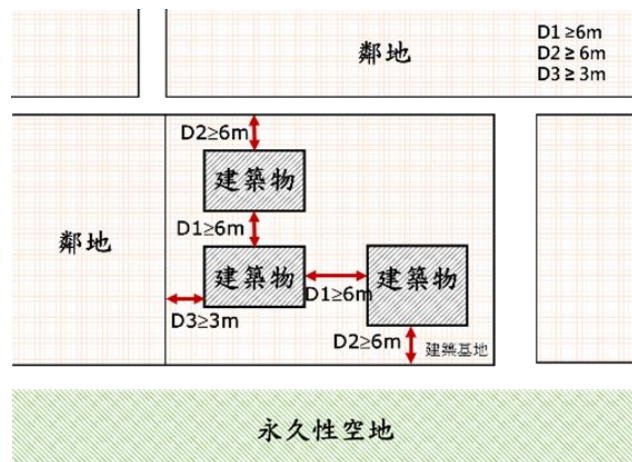 鄰地
D1 ≥6m
D2 ≥ 6m
D3 ≥ 3m
D2≥6m
建築物
D1≥6m
鄰地
建築物
建築物
D1≥6m
D3≥3m
D2≥6m
建築基地
永久性空地